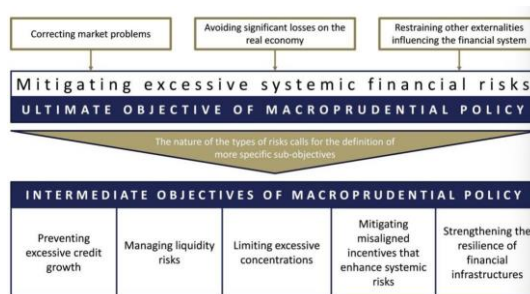 Correcting market problems
Avoiding significant losses on the
real economy
Restraining other externalities
influencing the financial system
Mitigating excessive systemic financial risks
ULTIMATE OBJECTIVE OF MACROPRUDENTIAL POLICY
The nature of the types of risks calls for the definition of
more specific sub-objectives
INTERMEDIATE OBJECTIVES OF MACROPRUDENTIAL POLICY
Preventing
excessive credit
growth
Managing liquidity
risks
Limiting excessive
concentrations
Mitigating
misaligned
incentives that
enhance systemic
risks
Strengthening the
resilience of
financial
infrastructures